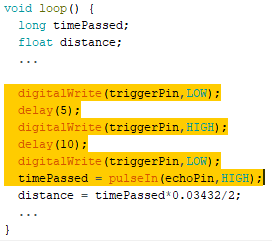 void loop() {
long timePassed;
float distance;
...
digitalWrite(triggerPin,LOW);
delay(5);
digitalWrite(triggerPin,HIGH);
delay(10);
digitalWrite(triggerPin,LOW);
timePassed = pulseIn(echoPin,HIGH);
distance = timePassed*0.03432/2;
...
}